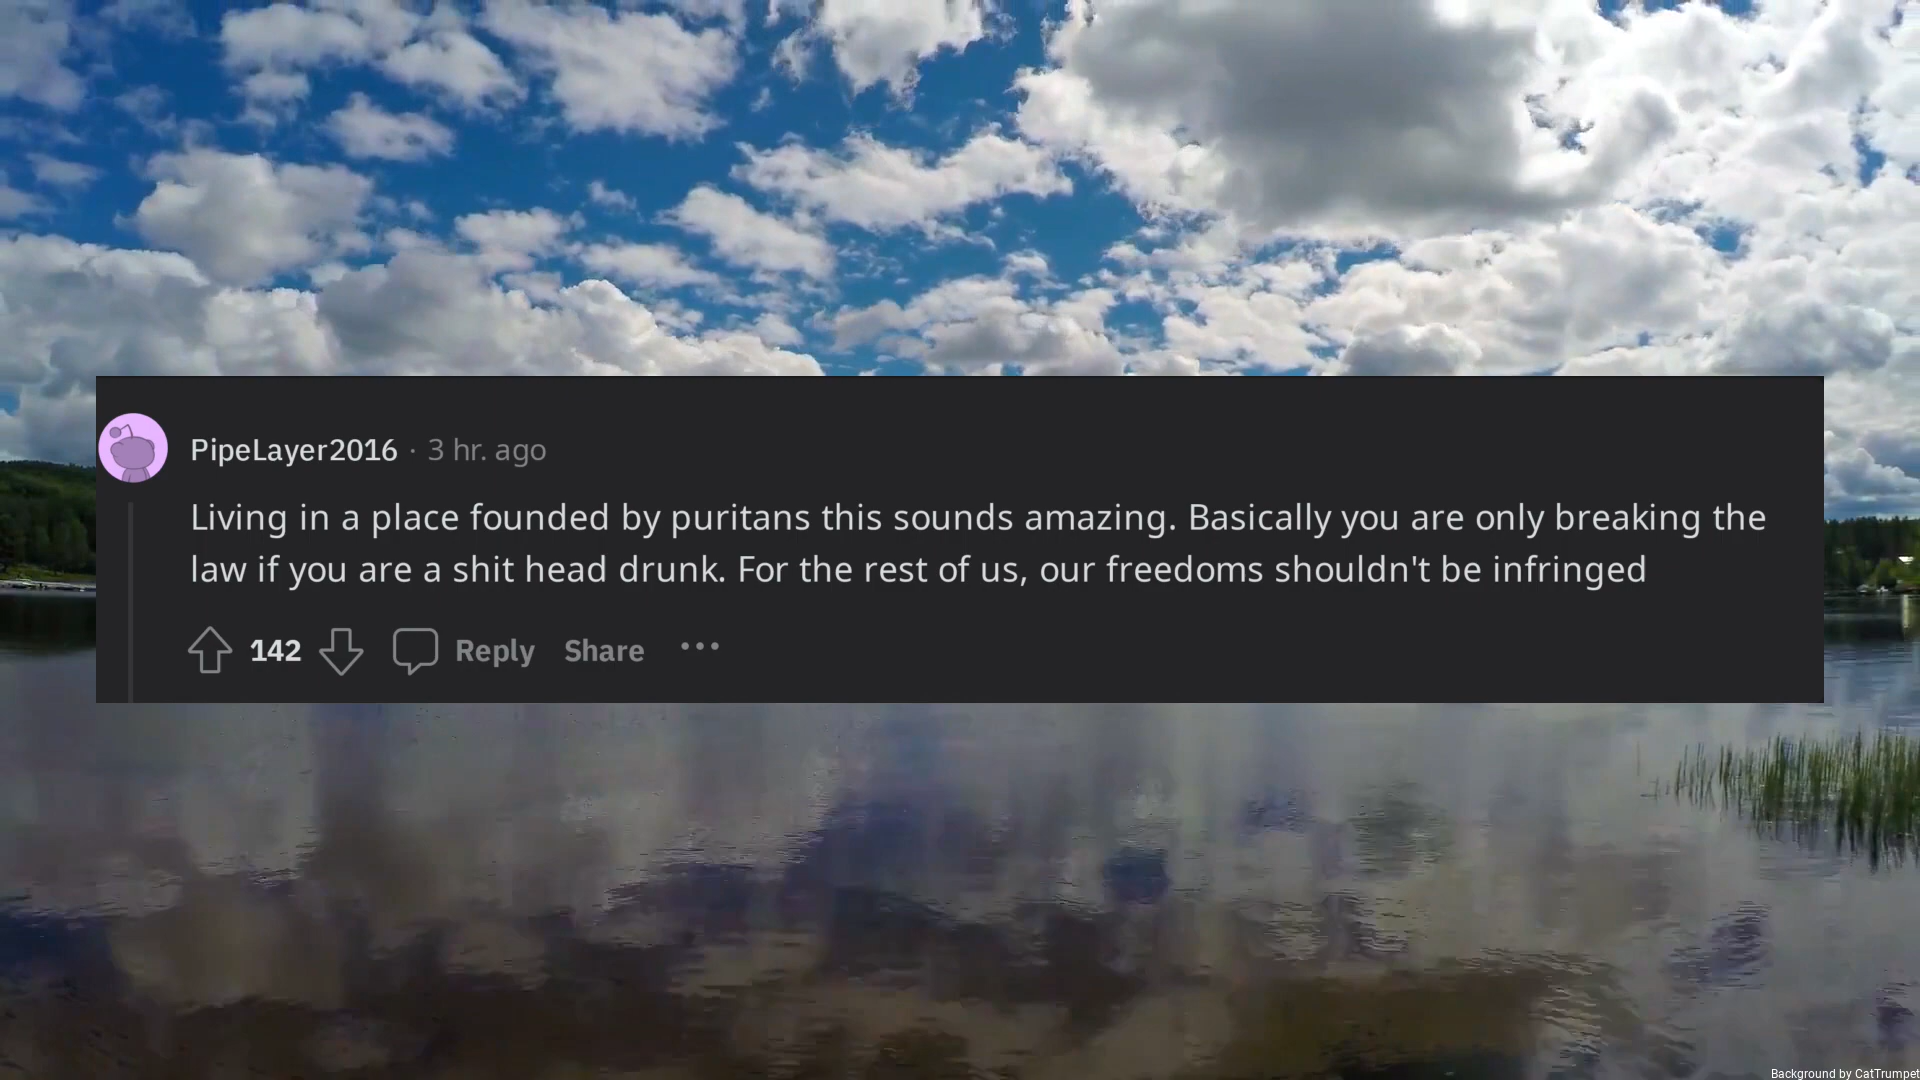 PipeLayer2016 · 3 hr. ago
Living in a place founded by puritans this sounds amazing. Basically you are only breaking the
law if you are a shit head drunk. For the rest of us, our freedoms shouldn't be infringed
142 Reply Share ...
Background by CatTrumpet